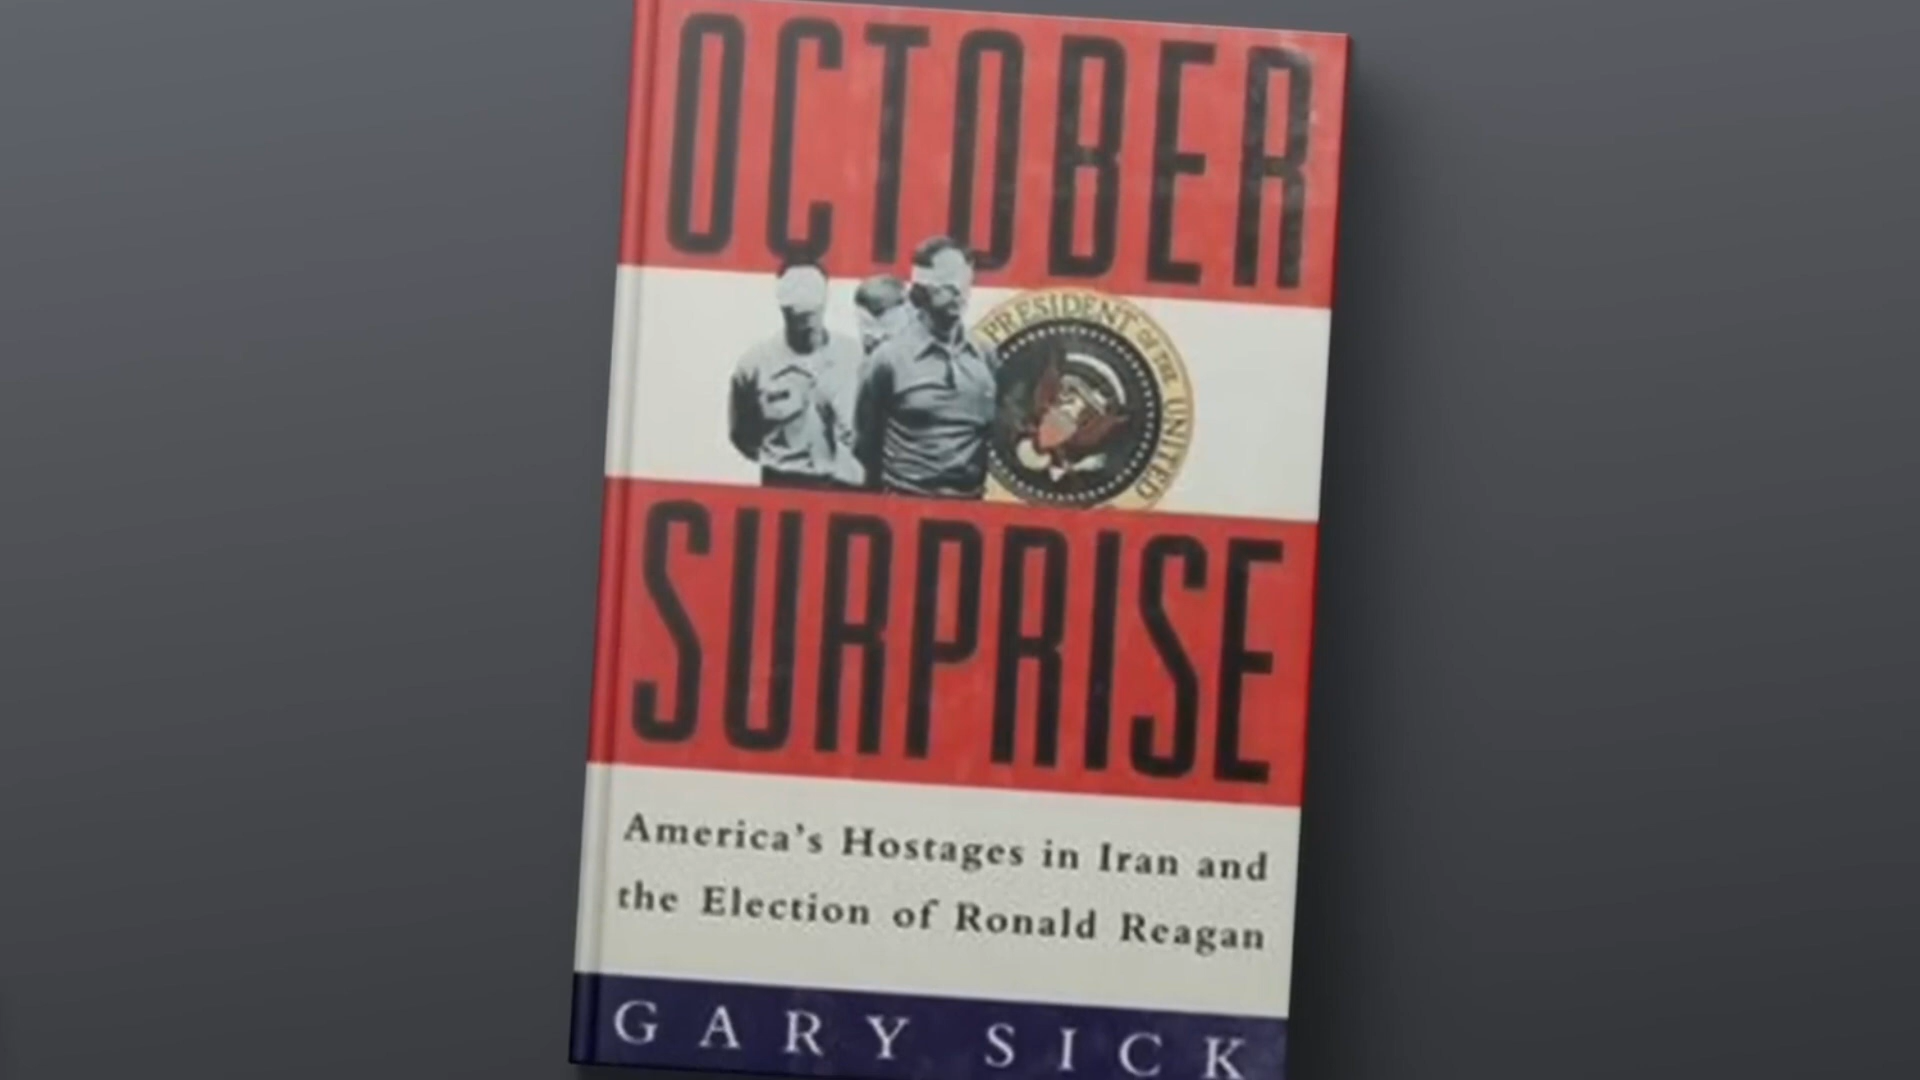 OCTOBER
PRESIDENT OF THE UNITED
SURPRISE
America's Hostages in Iran and
the Election of Ronald Reagan
GARY SICK